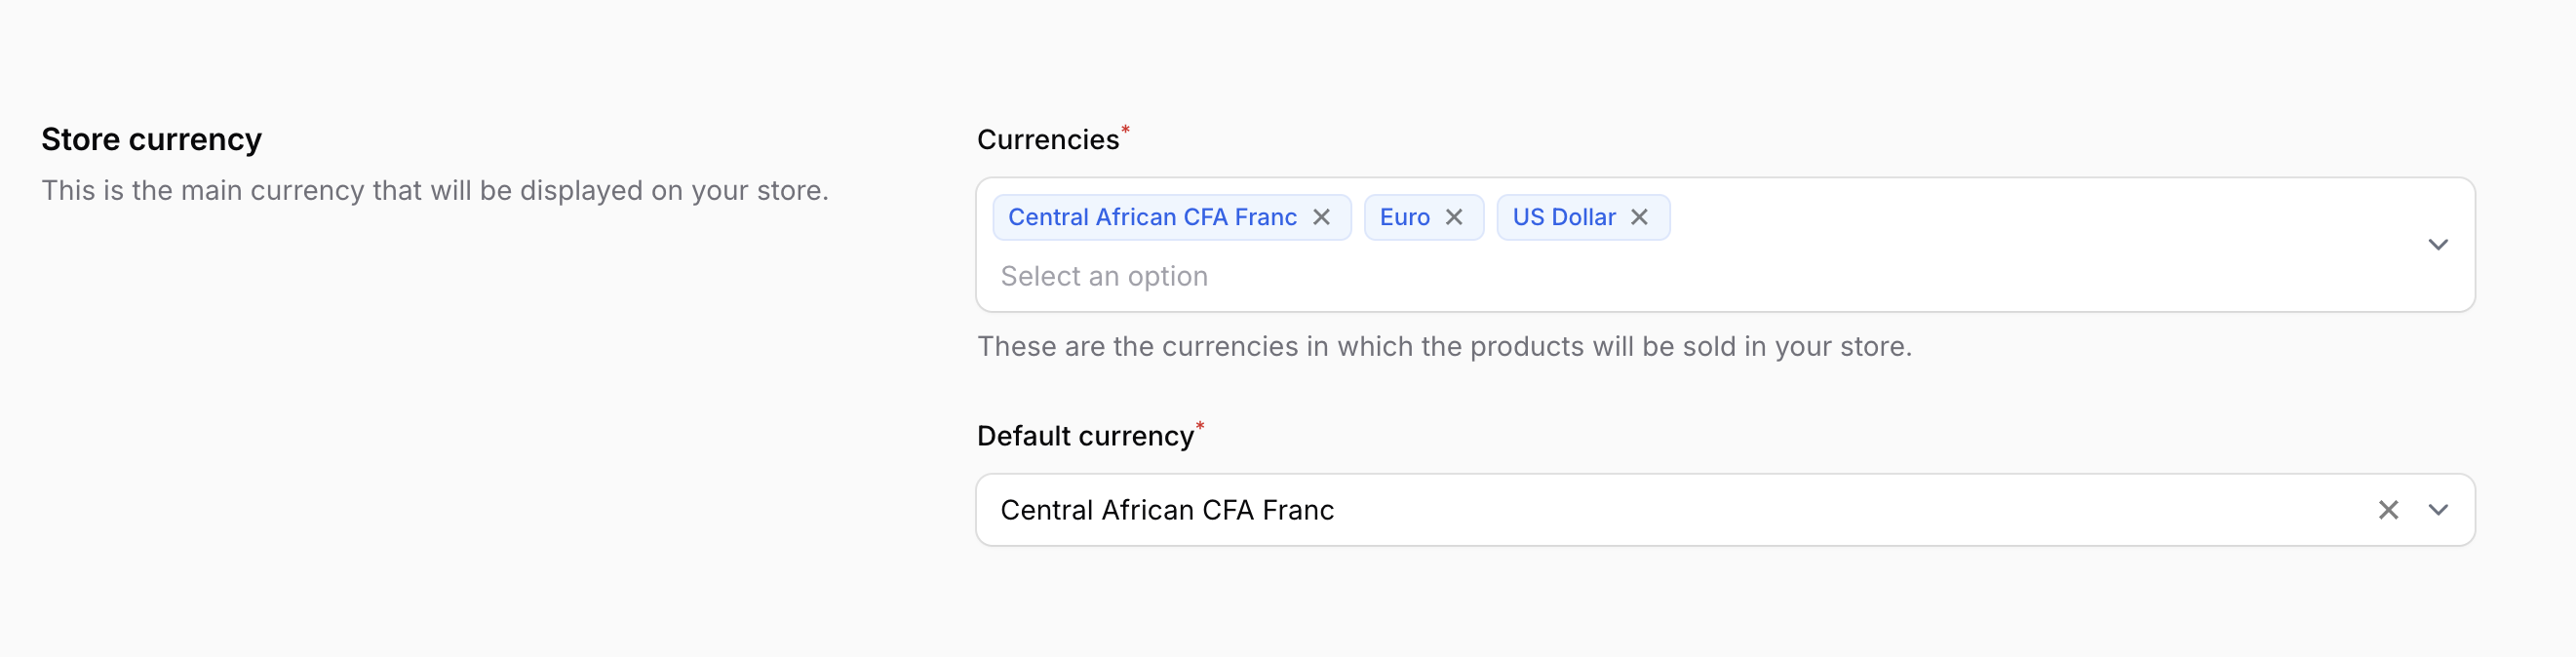 Store currency
This is the main currency that will be displayed on your store.
Currencies*
Central African CFA Franc Euro US Dollar
Select an option
These are the currencies in which the products will be sold in your store.
Default currency*
Central African CFA Franc